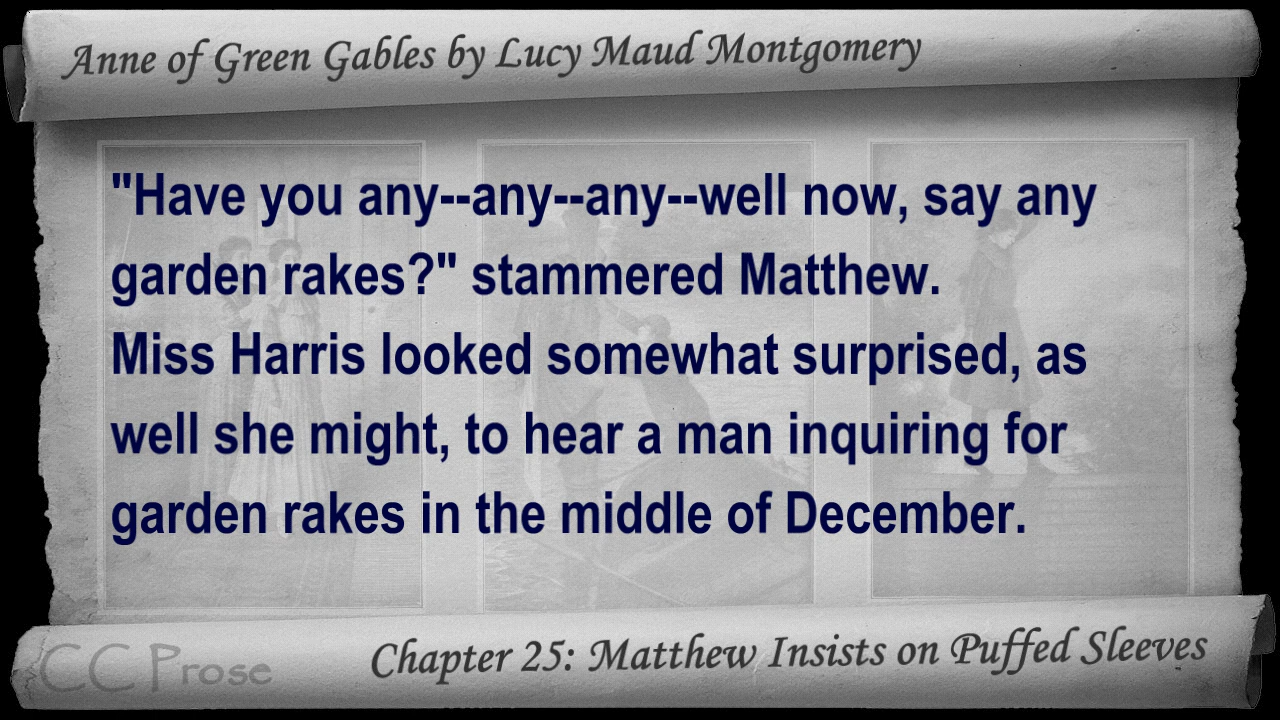 Anne of Green Gables by Lucy Maud Montgomery
"Have you any--any--any--well now, say any
garden rakes?" stammered Matthew.
Miss Harris looked somewhat surprised, as
well she might, to hear a man inquiring for
garden rakes in the middle of December.
CC Prose
Chapter 25: Matthew Insists on Puffed Sleeves